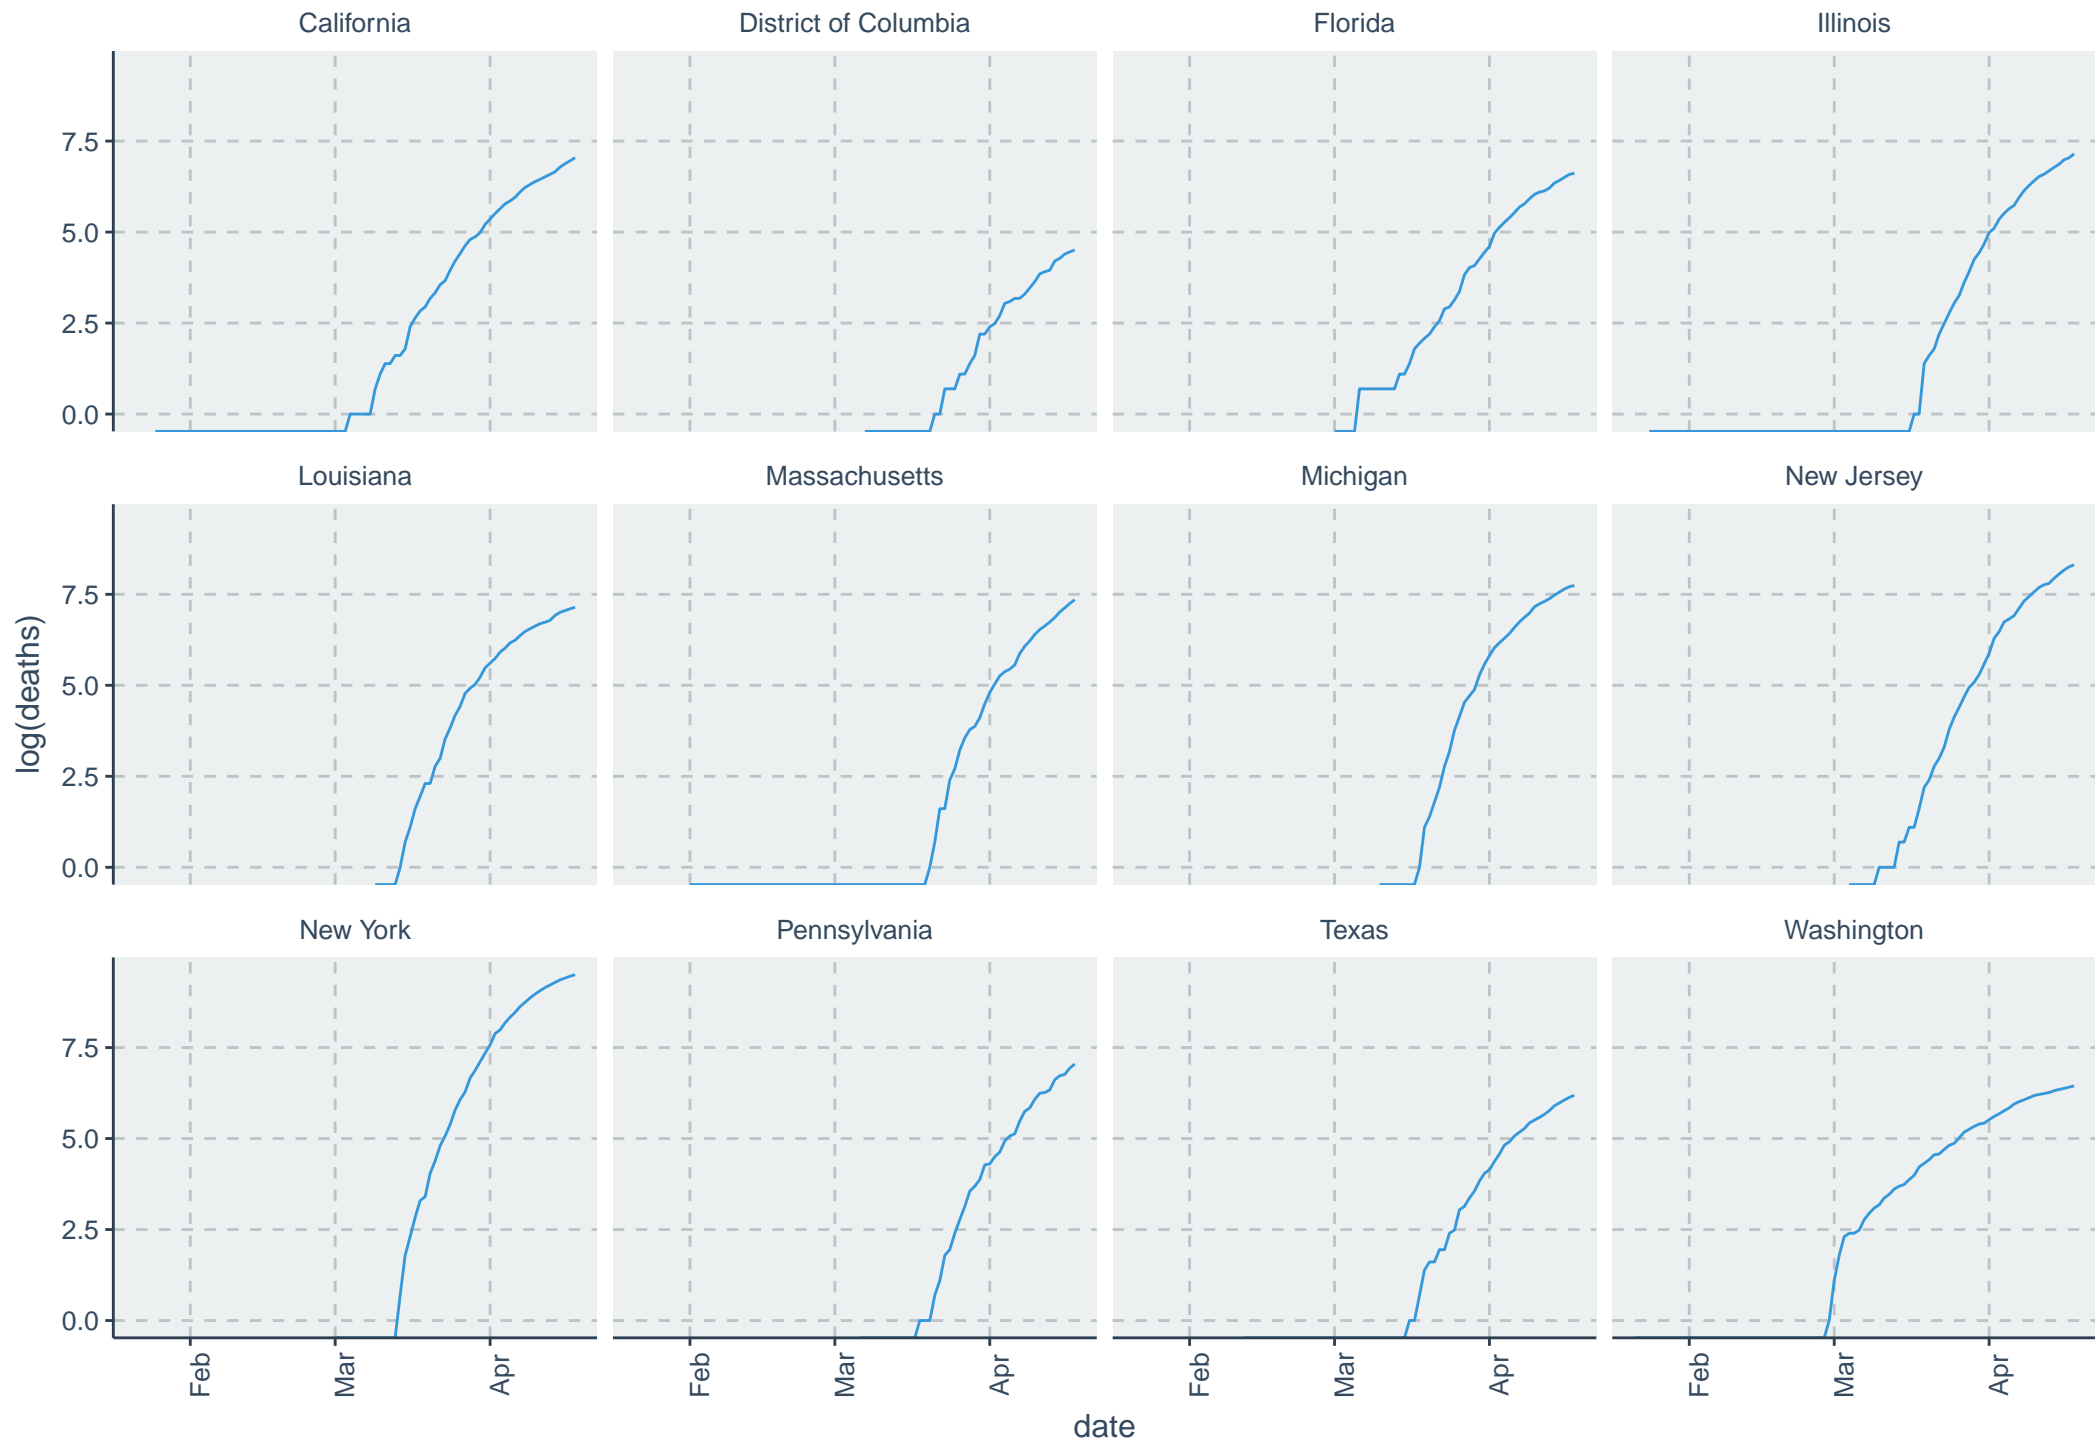 California
District of Columbia
Florida
Illinois
7.5
5.0
2.5
0.0
Louisiana
Massachusetts
Michigan
New Jersey
7.5
5.0
2.5
0.0
New York
Pennsylvania
Texas
Washington
7.5
5.0
2.5
0.0
log(deaths)
Feb
Mar
Apr
Feb
Mar
Apr
Feb
Mar
Apr
Feb
Mar
Apr
date